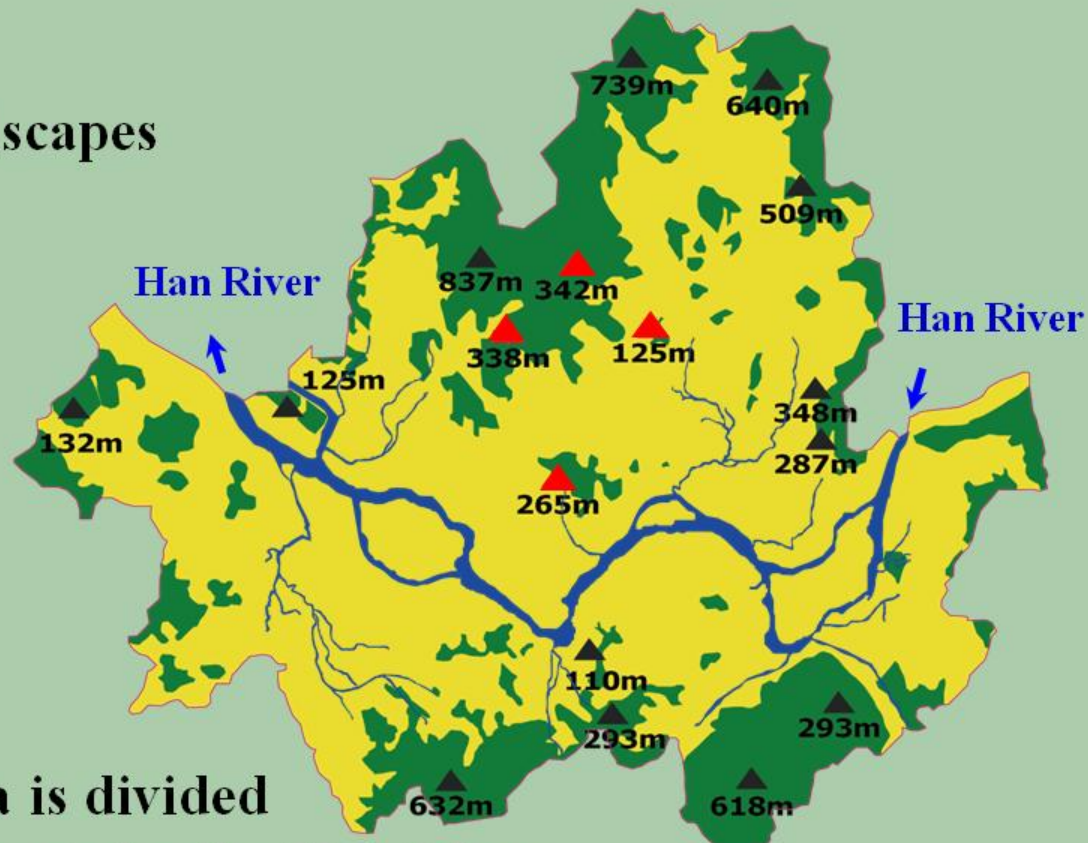 739m
640m
scapes
509m
Han River
837m
342m
Han River
338m
125m
125m
348m
132m
287m
265m
110m
293m
293m
a is divided
632m
618m